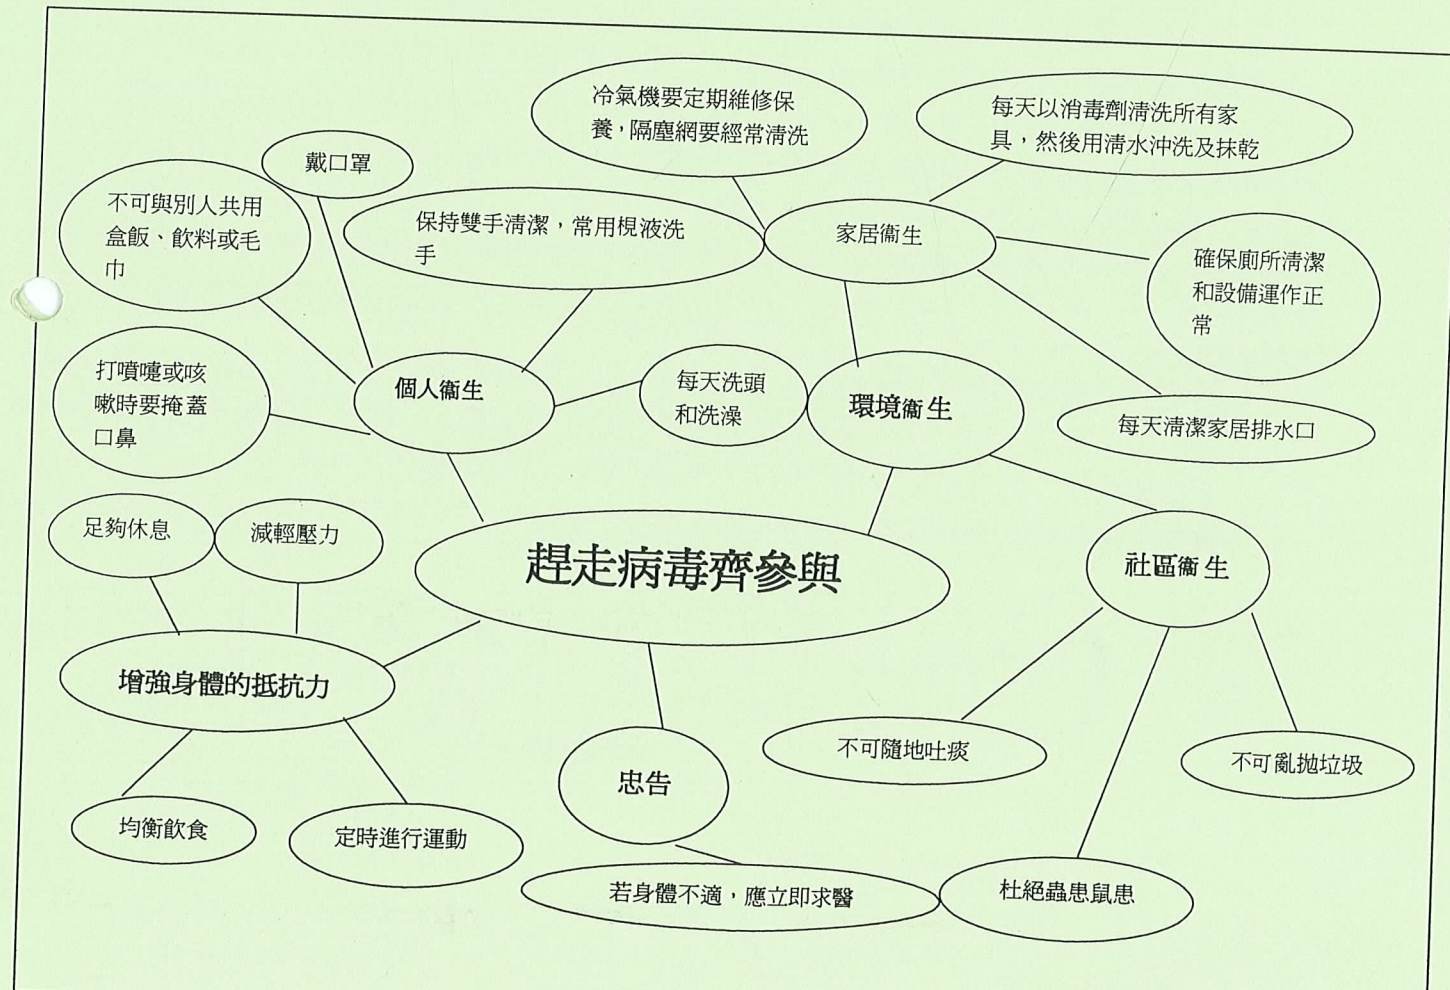 冷氣機要定期維修保
養，隔塵網要經常清洗
每天以消毒劑清洗所有家
具，然後用清水沖洗及抹乾
戴口罩
不可與別人共用
盒飯、飲料或毛
巾
保持雙手清潔，常用梘液洗
手
家居衞生
確保廁所清潔
和設備運作正
常
打噴嚏或咳
嗽時要掩蓋
口鼻
個人衞生
每天洗頭
和洗澡
環境衞生
每天清潔家居排水口
足夠休息
減輕壓力
趕走病毒齊參與
社區衞生
增強身體的抵抗力
忠告
不可隨地吐痰
不可亂拋垃圾
均衡飲食
定時進行運動
若身體不適，應立即求醫
杜絕蟲患鼠患